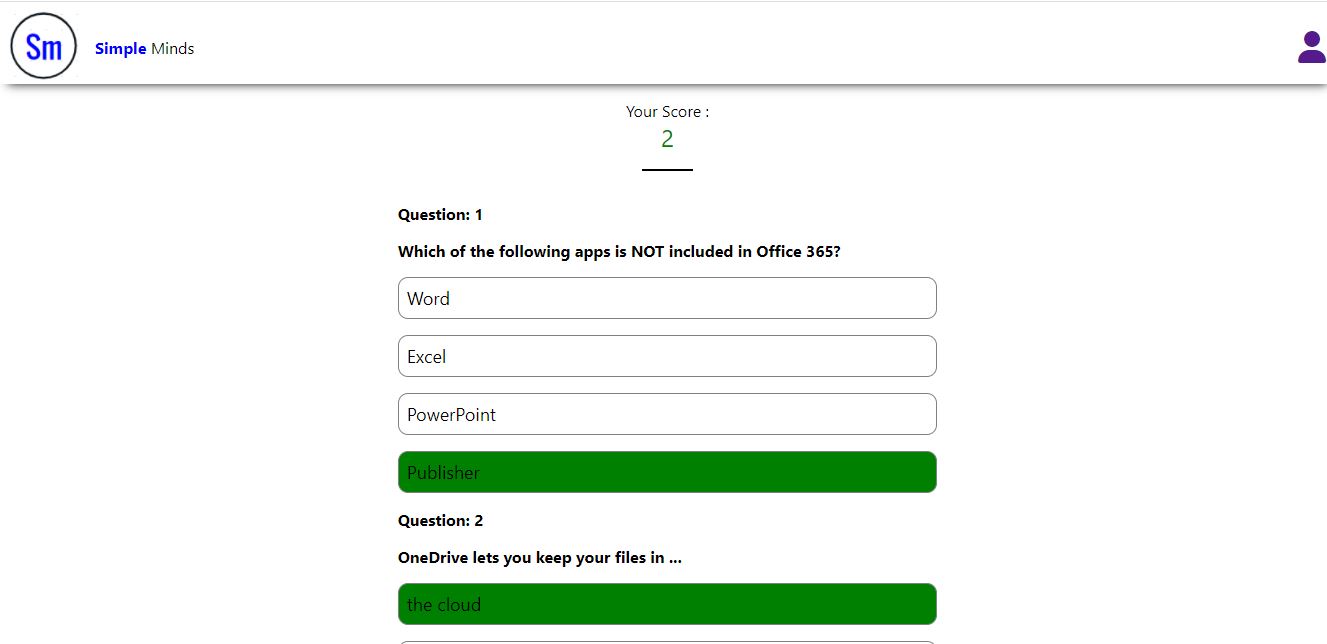 Sm
Simple Minds
Your Score :
2
Question: 1
Which of the following apps is NOT included in Office 365?
Word
Excel
PowerPoint
Publisher
Question: 2
OneDrive lets you keep your files in ...
the cloud